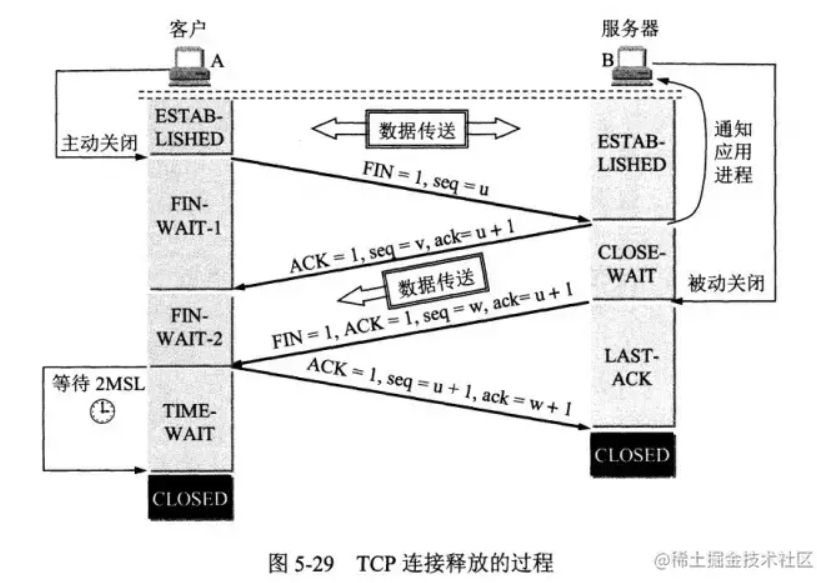 客户
服务器
A
B
ESTAB-
LISHED
数据传送
ESTAB-
LISHED
通知
应用
进程
主动关闭
FIN = 1, seq = u
FIN-
WAIT-1
ACK = 1, seq = v, ack= u + 1
CLOSE-
WAIT
数据传送
被动关闭
FIN-
WAIT-2
FIN = 1, ACK = 1, seq = w, ack= u + 1
LAST-
ACK
等待 2MSL
ACK = 1, seq = u + 1, ack = w + 1
TIME-
WAIT
CLOSED
CLOSED
图 5-29 TCP 连接释放的过程
@稀土掘金技术社区